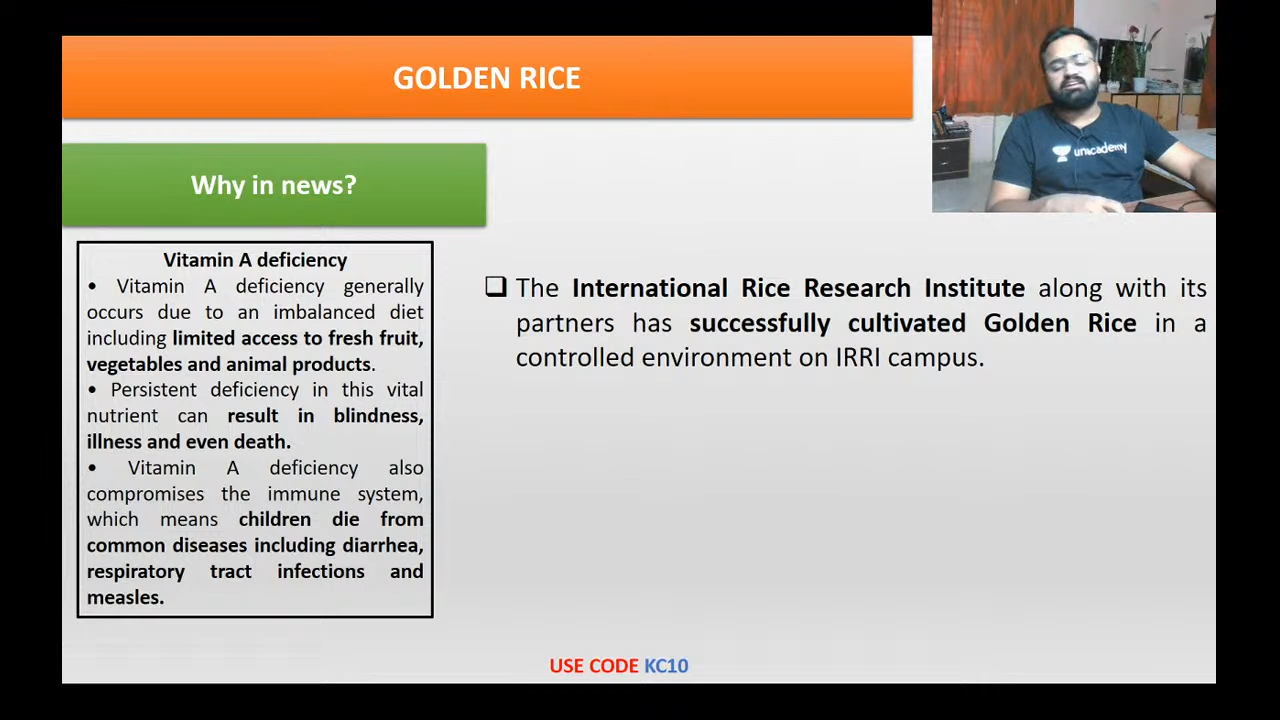 GOLDEN RICE
unacademy
Why in news?
Vitamin A deficiency
• Vitamin A deficiency generally
occurs due to an imbalanced diet
including limited access to fresh fruit,
vegetables and animal products.
• Persistent deficiency in this vital
nutrient can result in blindness,
illness and even death.
• Vitamin A deficiency also
compromises the immune system,
which means children die from
common diseases including diarrhea,
respiratory tract infections and
measles.
❑ The International Rice Research Institute along with its
partners has successfully cultivated Golden Rice in a
controlled environment on IRRI campus.
USE CODE KC10